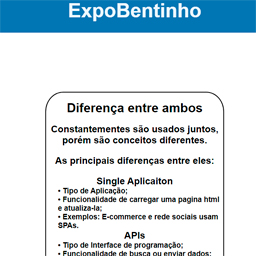 ExpoBentinho
Diferença entre ambos
Constantementes são usados juntos,
porém são conceitos diferentes.
As principais diferenças entre eles:
Single Aplicaiton
• Tipo de Aplicação;
• Funcionalidade de carregar uma pagina html
e atualiza-la;
• Exemplos: E-commerce e rede sociais usam
SPAs.
APIs
• Tipo de Interface de programação;
• Funcionalidade de busca ou enviar dados;